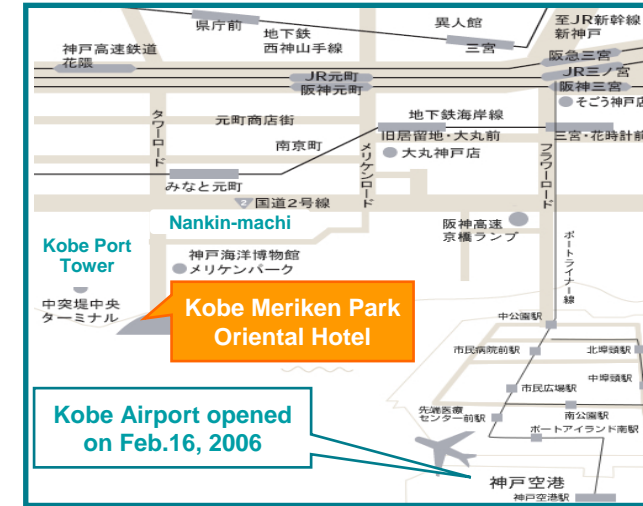 県庁前
地下鉄
西神山手線
異人館
三宮
至JR新幹線
新神戸
神戸高速鉄道
花隈
阪急三宮
JR元町
阪神元町
JR三ノ宮
阪神三宮
そごう神戸店
タワーロード
元町商店街
地下鉄海岸線
旧居留地・大丸前
三宮・花時計前
南京町
メリケンロード
大丸神戸店
フラワーロード
みなと元町
2 国道2号線
Nankin-machi
阪神高速
京橋ランプ
ポートライナー線
Kobe Port
Tower
神戸海洋博物館
メリケンパーク
中突堤中央
ターミナル
Kobe Meriken Park
Oriental Hotel
中公園駅
市民病院前駅
北埠頭駅
中埠頭駅
市民広場駅
Kobe Airport opened
on Feb.16, 2006
先端医療
センター前駅
南公園駅
ポートアイランド南駅
神戸空港
神戸空港駅